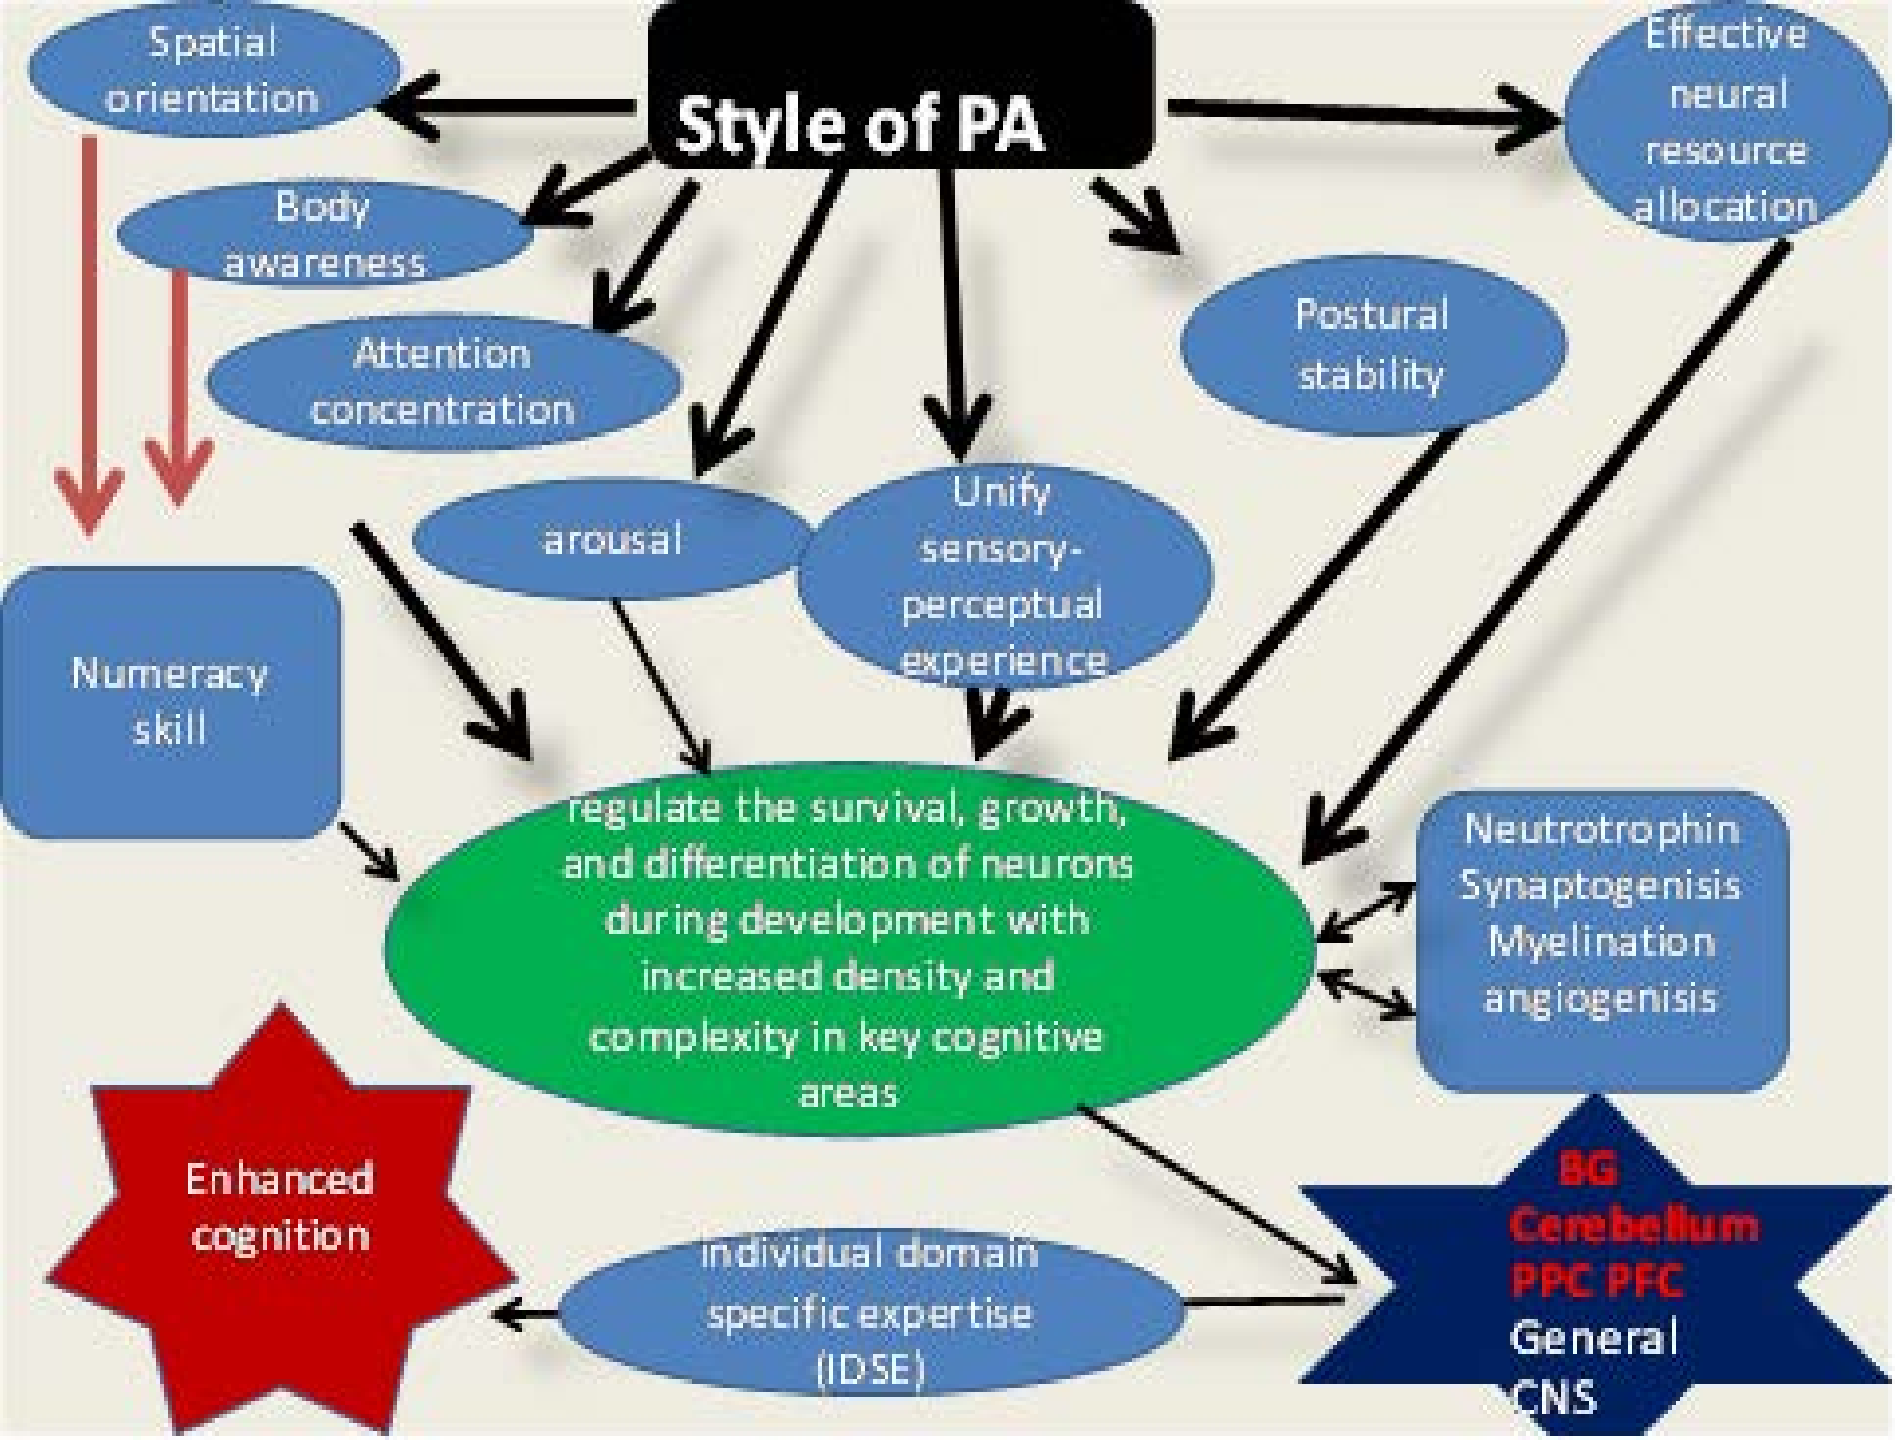 Style of PA
Spatial
orientation
Body
awareness
Attention
concentration
arousal
Unify
sensory-
perceptual
experience
Postural
stability
Effective
neural
resource
allocation
Numeracy
skill
regulate the survival, growth,
and differentiation of neurons
during development with
increased density and
complexity in key cognitive
areas
Neutrotrophin
Synaptogenisis
Myelination
angiogenisis
BG
Cerebellum
PPC PFC
General
CNS
individual domain
specific expertise
(IDSE)
Enhanced
cognition